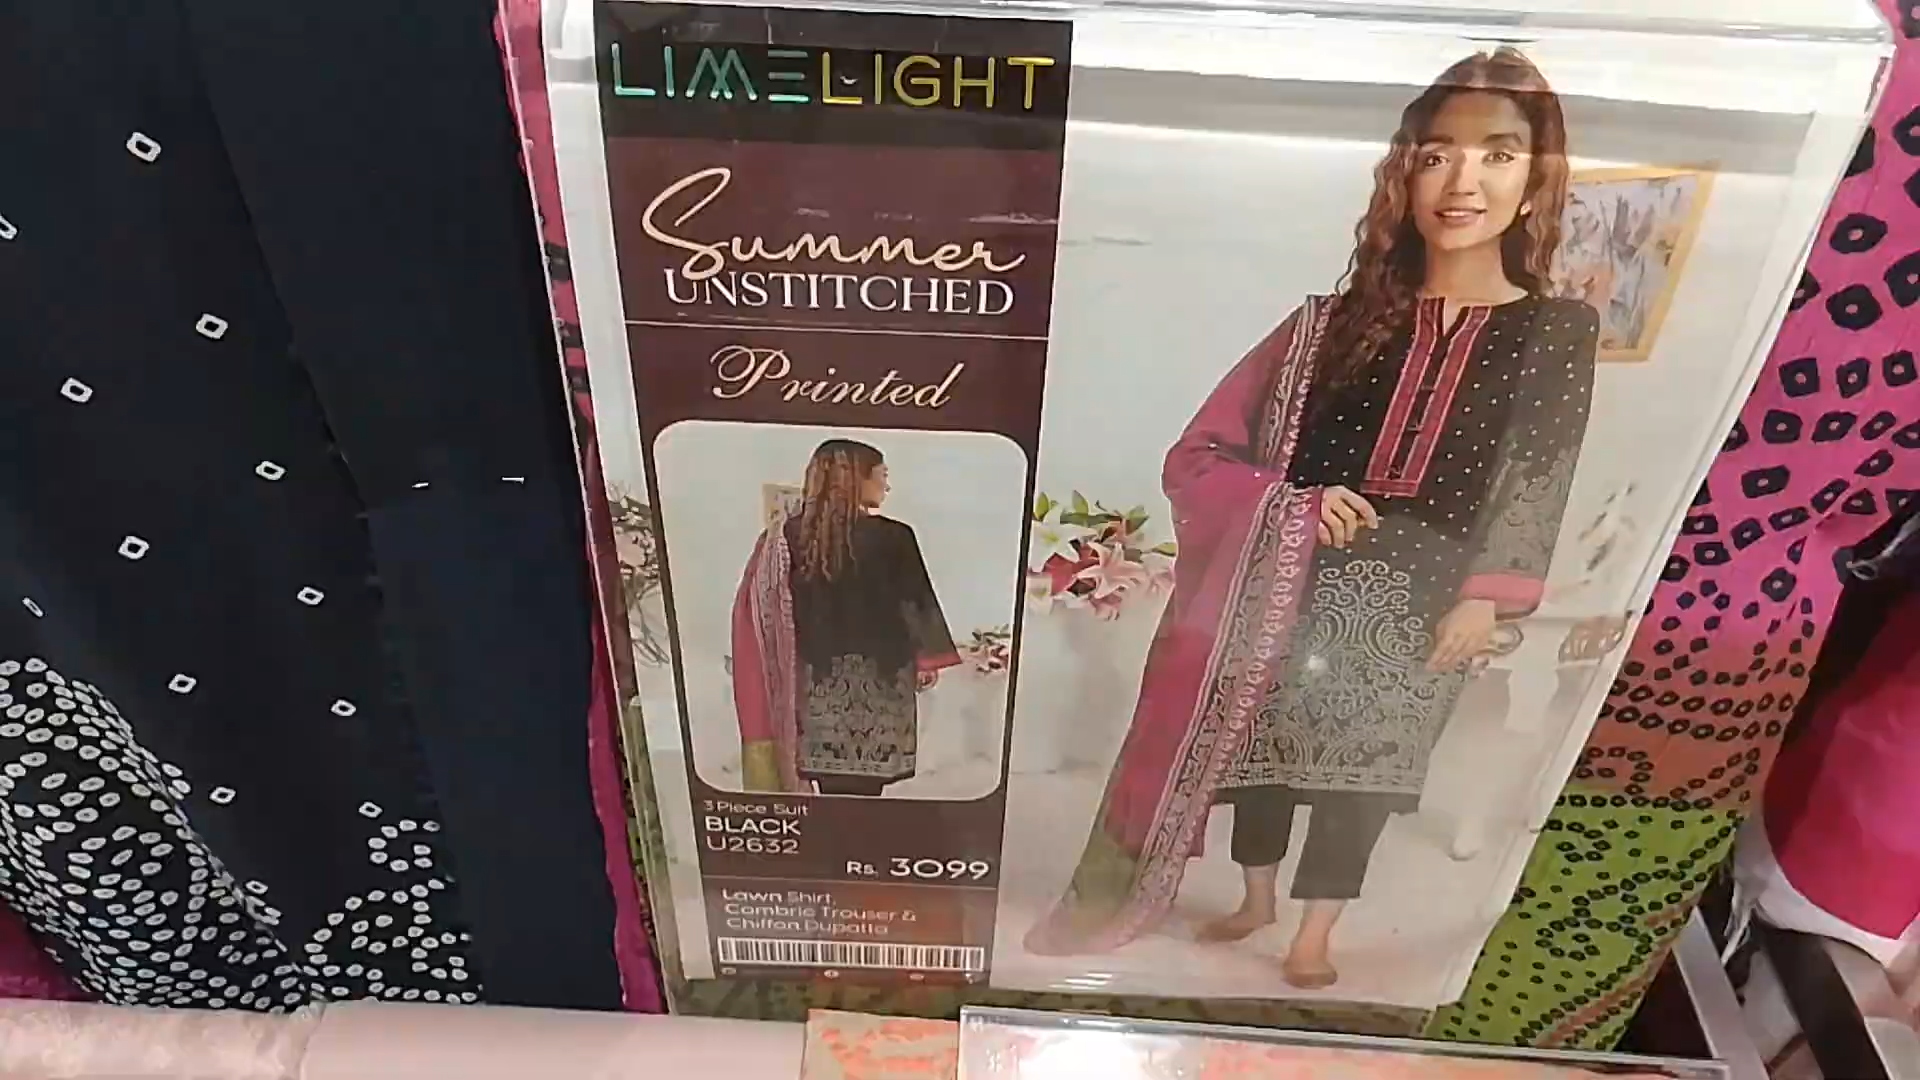 LIMELIGHT
Summer
UNSTITCHED
Printed
3 Piece Suit
BLACK
U2632
Rs. 3099
Lawn Shirt,
Cambric Trouser &
Chiffon Dupatta